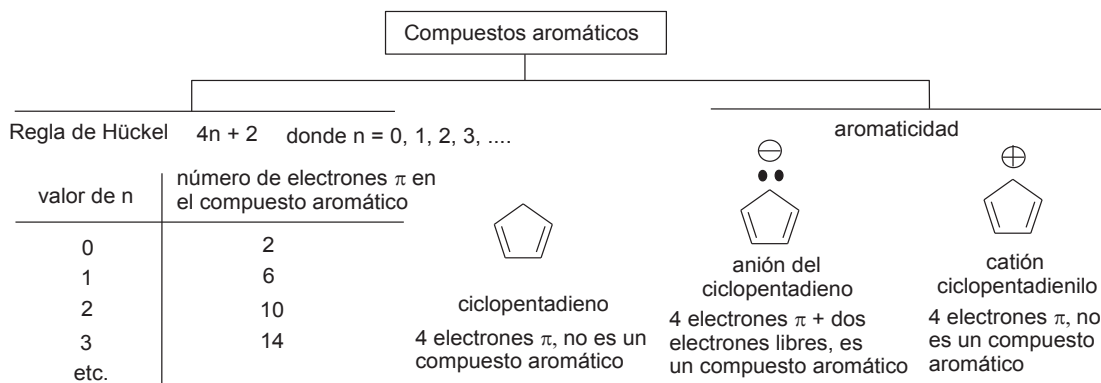 Compuestos aromáticos
Regla de Hückel 4n + 2 donde n = 0, 1, 2, 3, ....
valor de n
número de electrones π en
el compuesto aromático
0 2
1 6
2 10
3 14
etc.
ciclopentadieno
4 electrones π, no es un
compuesto aromático
aromaticidad
⊖
anión del
ciclopentadieno
4 electrones π + dos
electrones libres, es
un compuesto aromático
⊕
catión
ciclopentadienilo
4 electrones π, no
es un compuesto
aromático